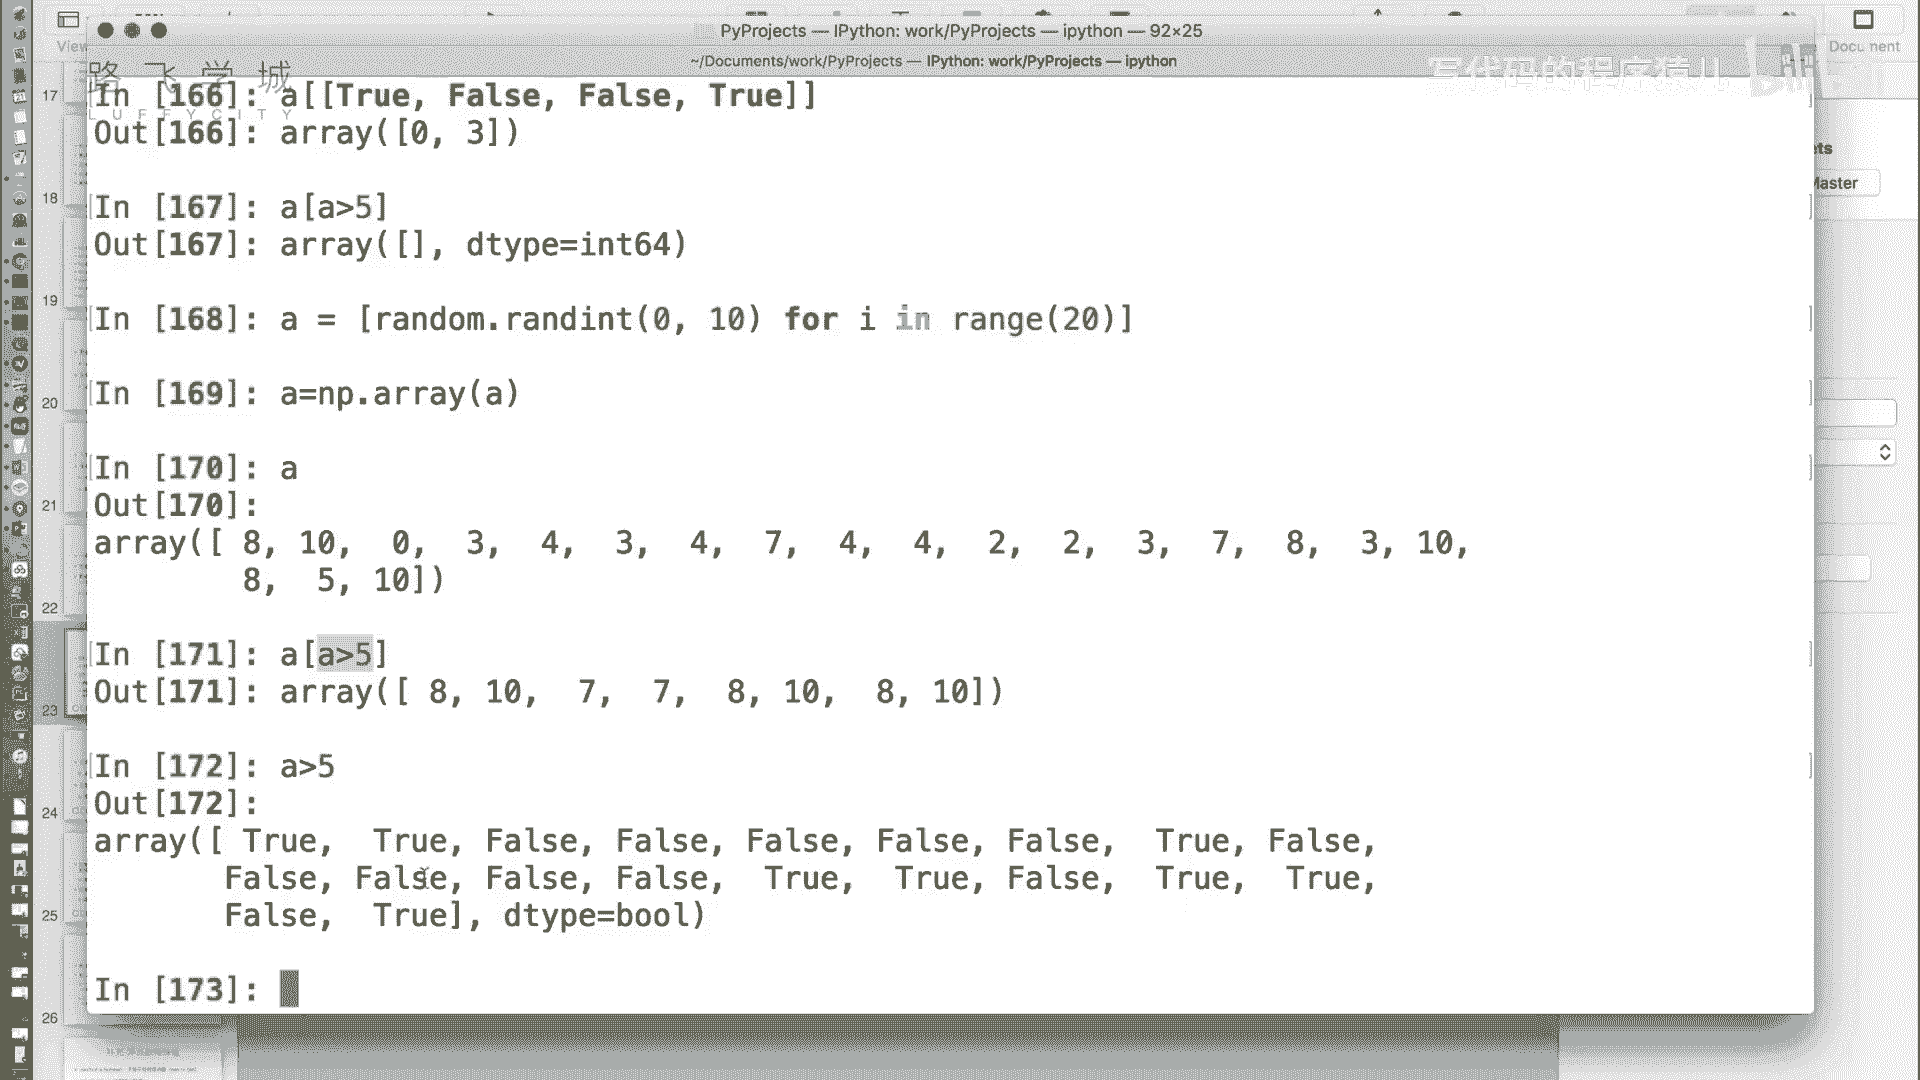 PyProjects — IPython: work/PyProjects — ipython — 92×25
~/Documents/work/PyProjects — IPython: work/PyProjects — ipython
View
路飞学城
LUFFYCITY
写代码的程序猿儿
In [166]: a[[True, False, False, True]]
Out[166]: array([0, 3])
In [167]: a[a>5]
Out[167]: array([], dtype=int64)
In [168]: a = [random.randint(0, 10) for i in range(20)]
In [169]: a=np.array(a)
In [170]: a
Out[170]:
array([ 8, 10,  0,  3,  4,  3,  4,  7,  4,  4,  2,  2,  3,  7,  8,  3, 10,
        8,  5, 10])
In [171]: a[a>5]
Out[171]: array([ 8, 10,  7,  7,  8, 10,  8, 10])
In [172]: a>5
Out[172]:
array([ True,  True, False, False, False, False, False,  True, False,
       False, False, False, False,  True,  True, False,  True,  True,
       False,  True], dtype=bool)
In [173]:
17
18
19
20
21
22
23
24
25
26